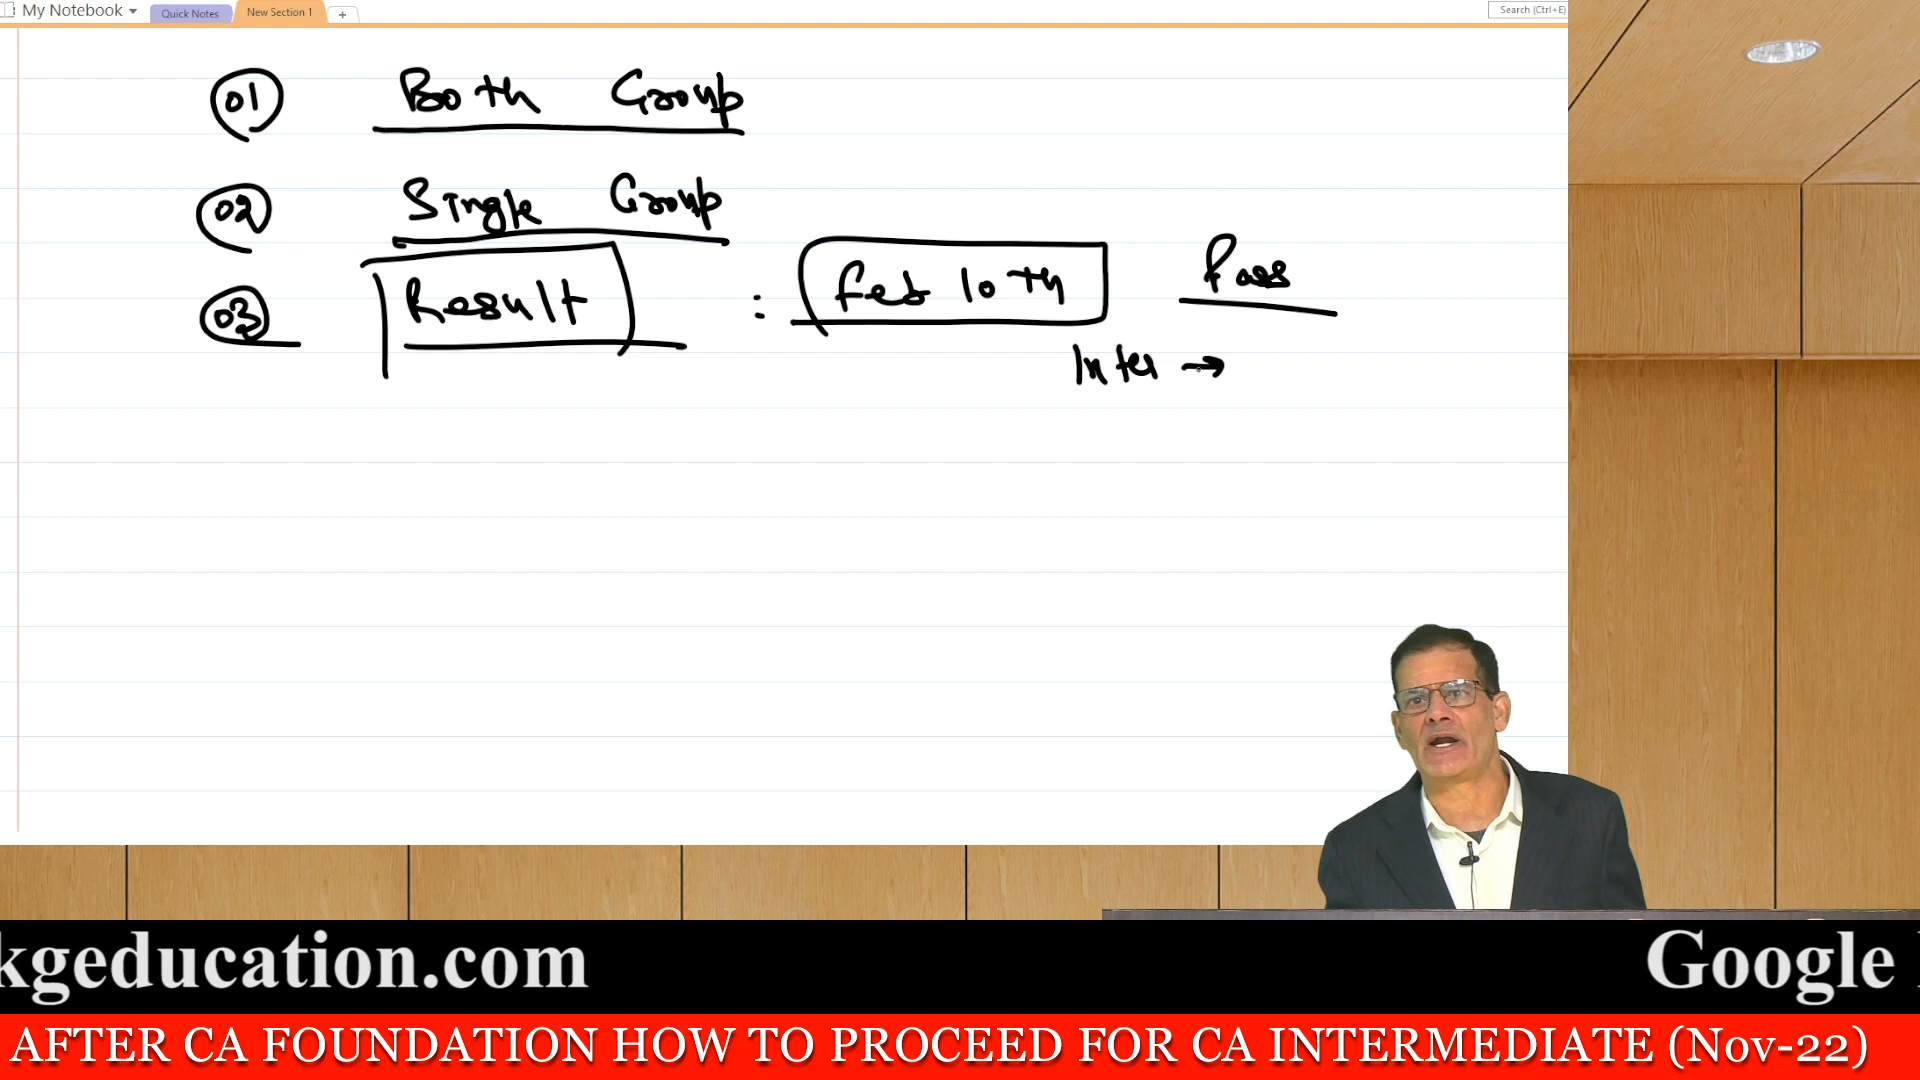 My Notebook Quick Notes New Section 1 + Search (Ctrl+E)
01 Both Group
02 Single Group
03 Result : Feb 10 Th Pass
Inter →
kgeducation.com Google
AFTER CA FOUNDATION HOW TO PROCEED FOR CA INTERMEDIATE (Nov-22)